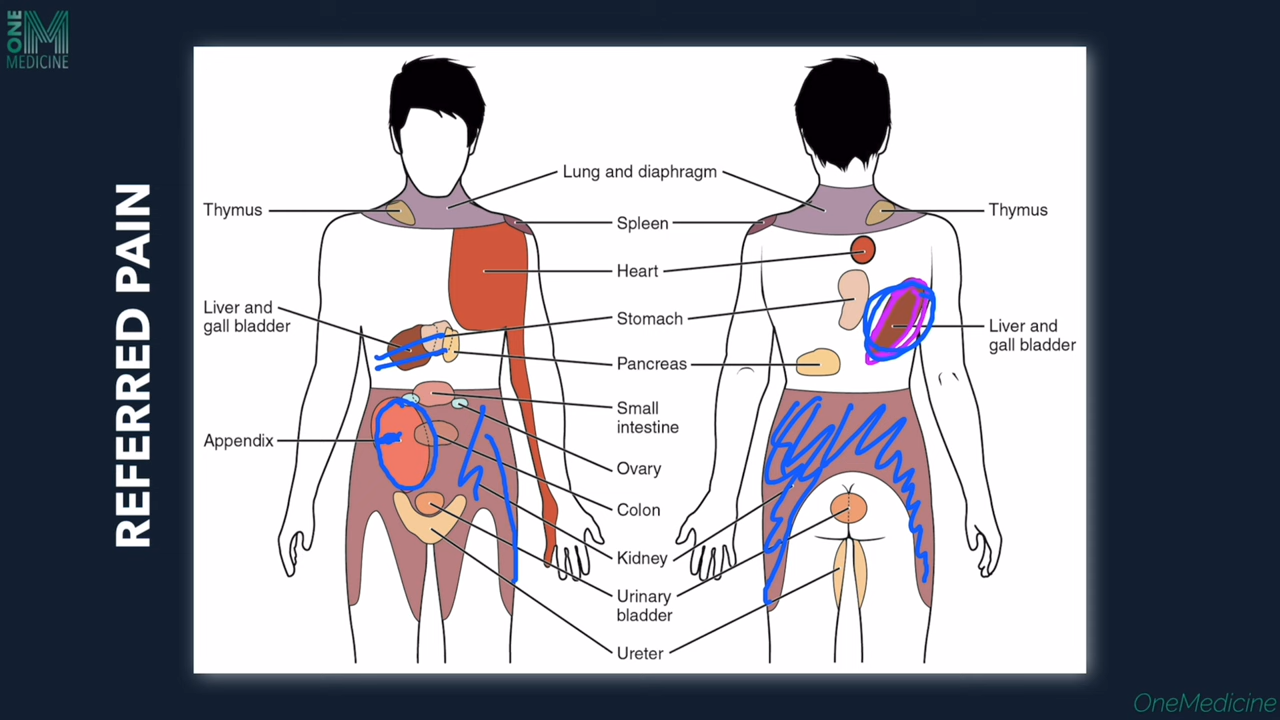 ONE
MEDICINE
REFERRED PAIN
Lung and diaphragm
Thymus
Spleen
Thymus
Heart
Liver and
gall bladder
Stomach
Liver and
gall bladder
Pancreas
Small
intestine
Appendix
Ovary
Colon
Kidney
Urinary
bladder
Ureter
OneMedicine